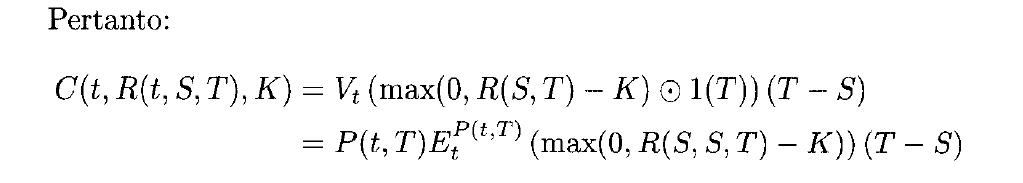 Pertanto:
C(t, R(t, S, T), K) = V_t (max(0, R(S, T) − K) ⊙ 1(T)) (T − S)
= P(t, T)E_t^{P(t,T)} (max(0, R(S, S, T) − K)) (T − S)